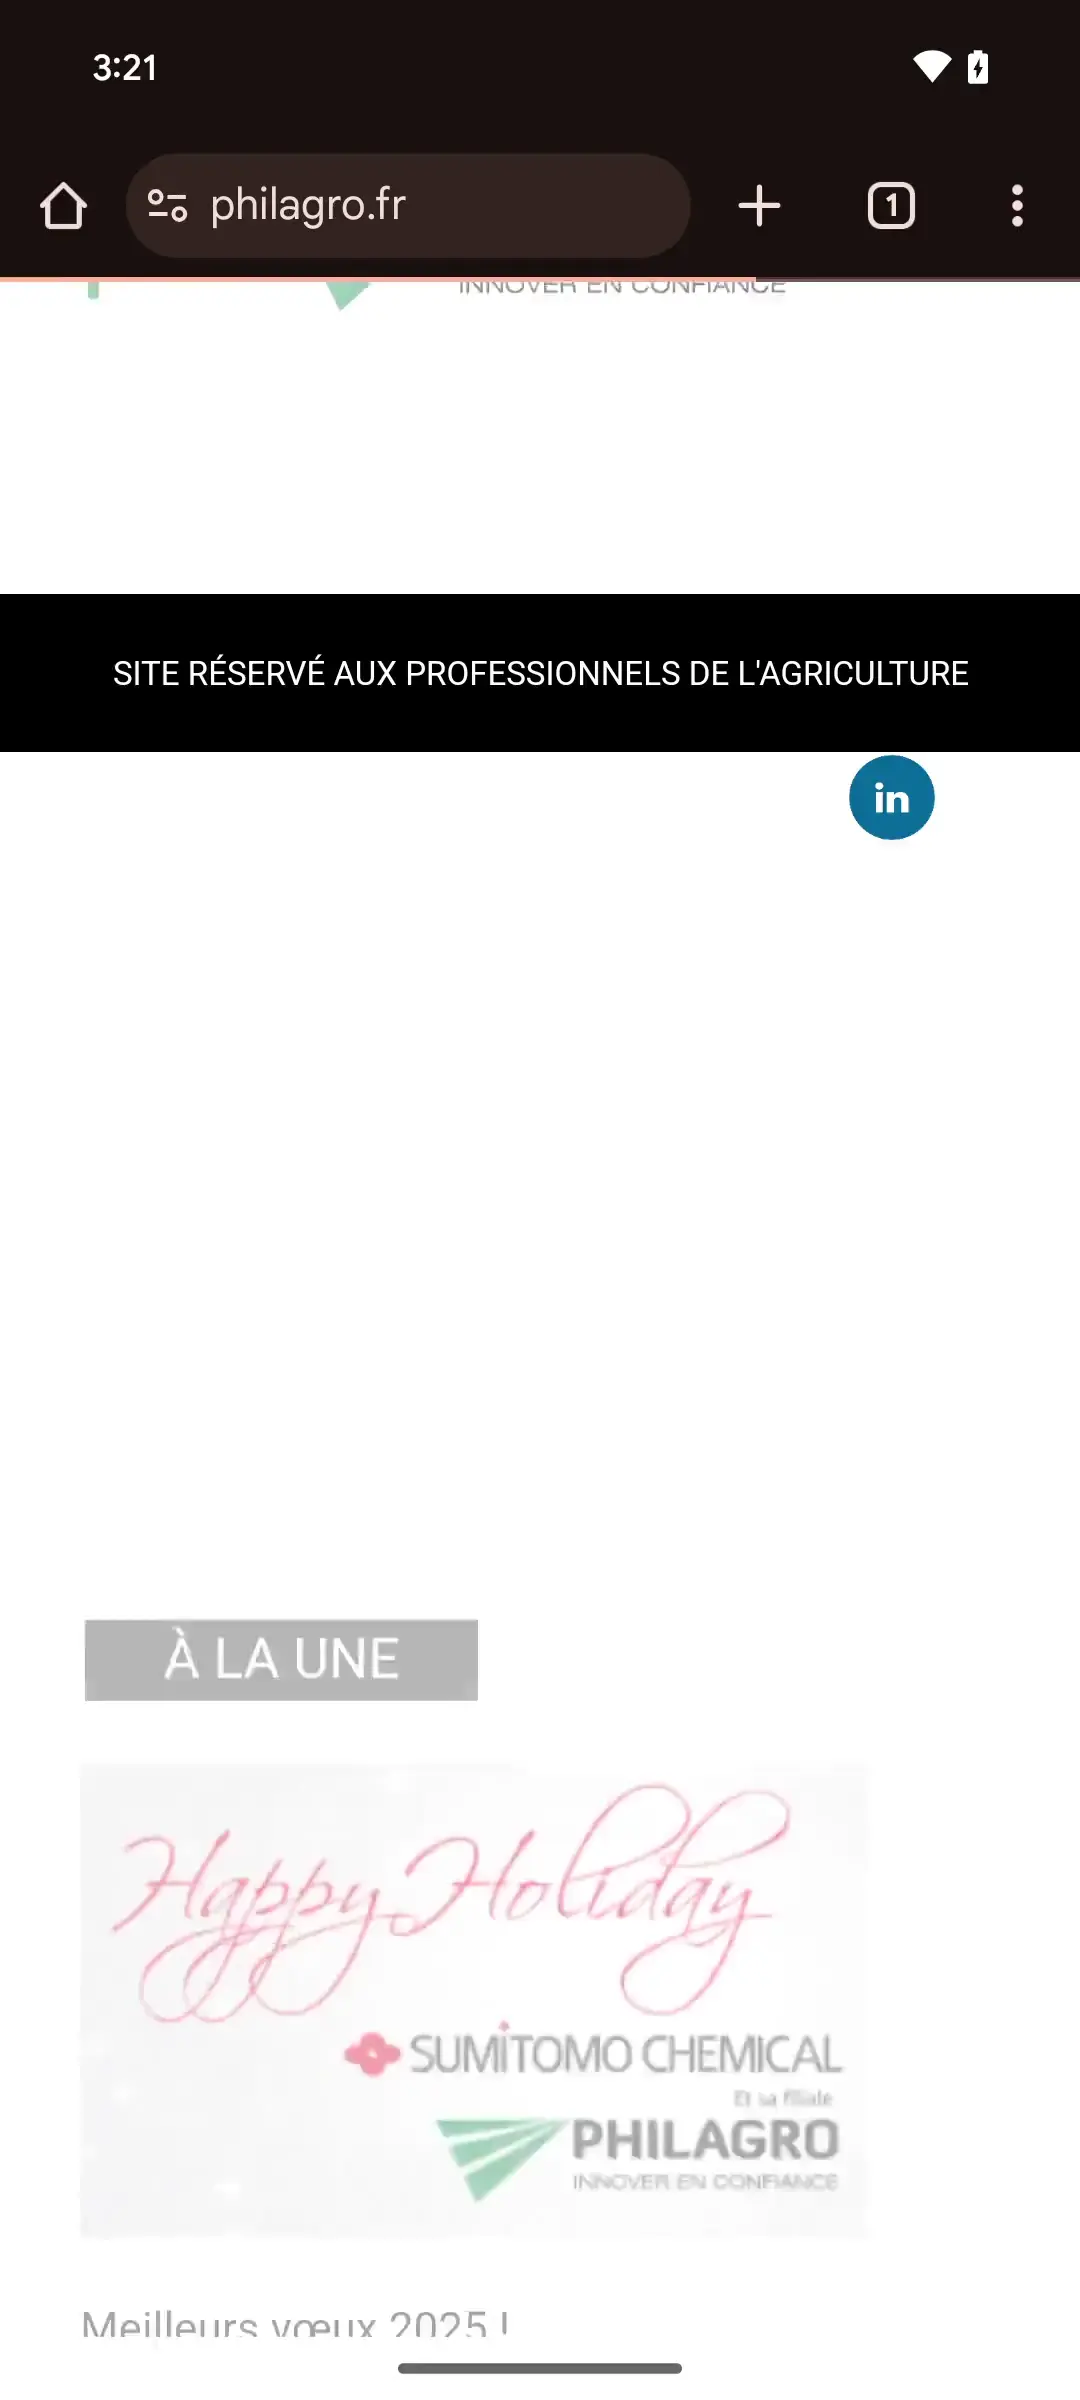 3:21
philagro.fr
1
INNOVER EN CONFIANCE
SITE RÉSERVÉ AUX PROFESSIONNELS DE L'AGRICULTURE
in
À LA UNE
Happy Holiday
SUMITOMO CHEMICAL
Et sa filiale
PHILAGRO
INNOVER EN CONFIANCE
Meilleurs vœux 2025 !